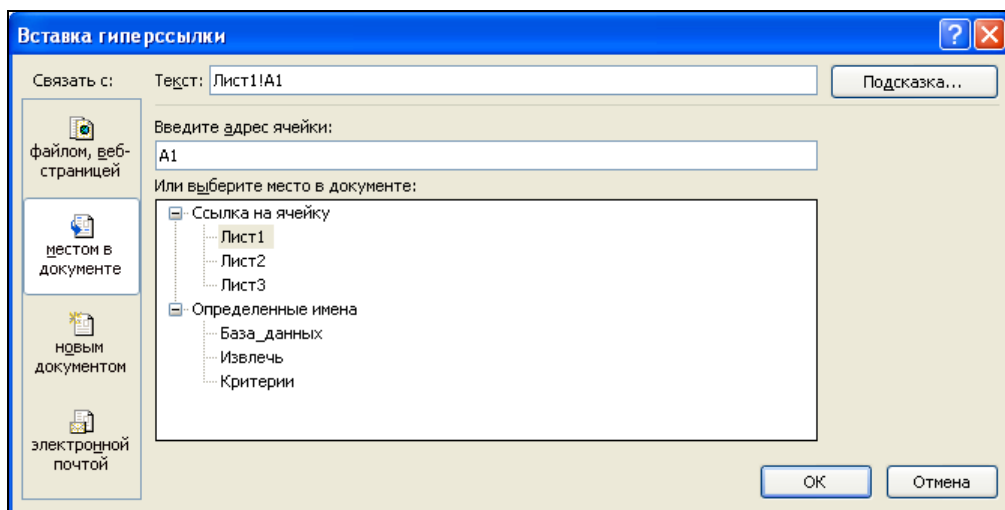 Вставка гиперссылки
Связать с:
Текст: Лист1!A1
Подсказка...
файлом, веб-
страницей
местом в
документе
новым
документом
электронной
почтой
Введите адрес ячейки:
A1
Или выберите место в документе:
Ссылка на ячейку
Лист1
Лист2
Лист3
Определенные имена
База_данных
Извлечь
Критерии
ОК
Отмена